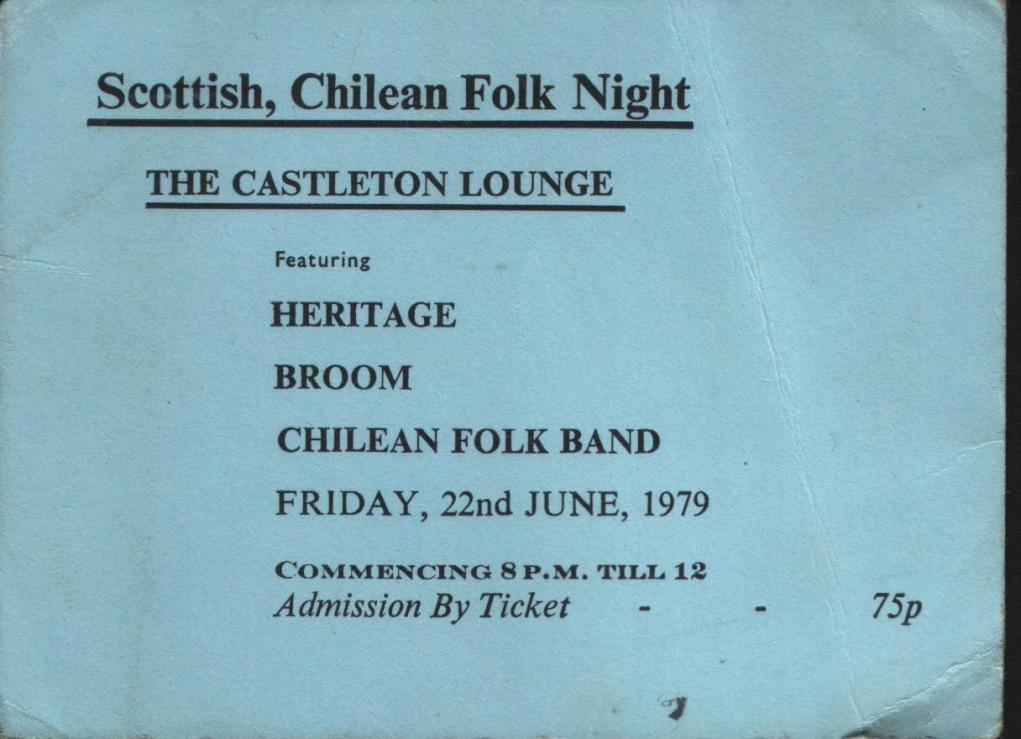 Scottish, Chilean Folk Night
THE CASTLETON LOUNGE
Featuring
HERITAGE
BROOM
CHILEAN FOLK BAND
FRIDAY, 22nd JUNE, 1979
COMMENCING 8 P.M. TILL 12
Admission By Ticket - - 75p